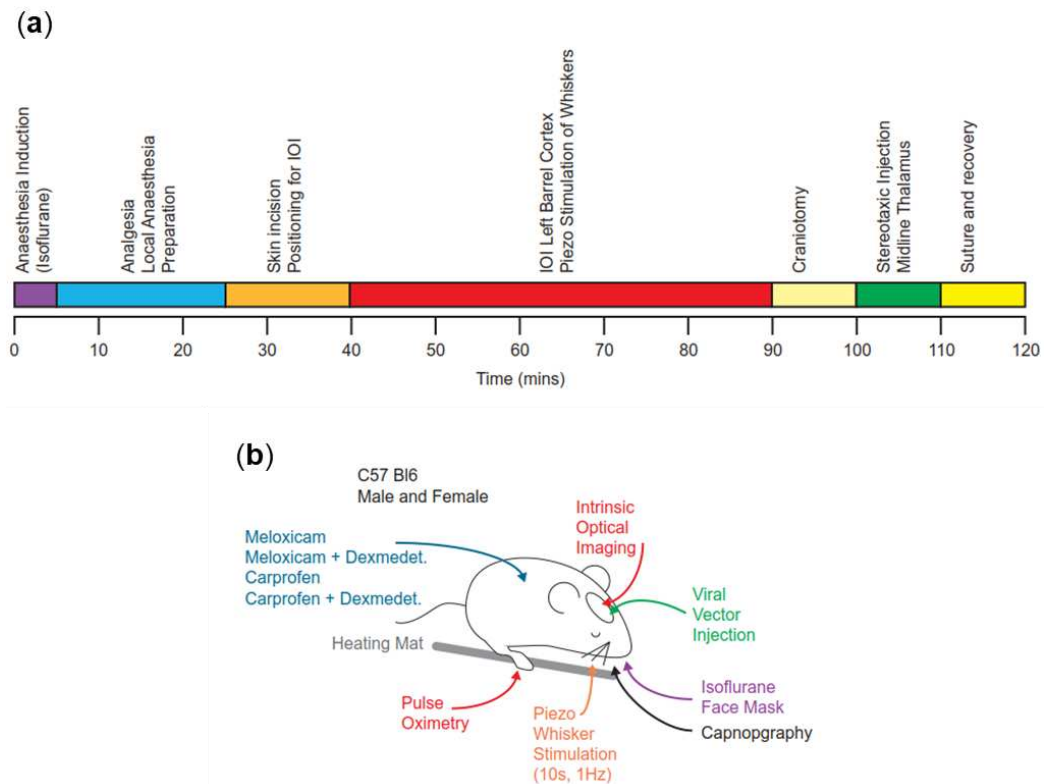 (a)
Anaesthesia Induction
(Isoflurane)
Analgesia
Local Anaesthesia
Preparation
Skin incision
Positioning for IOI
IOI Left Barrel Cortex
Piezo Stimulation of Whiskers
Craniotomy
Stereotaxic Injection
Midline Thalamus
Suture and recovery
0 10 20 30 40 50 60 70 80 90 100 110 120
Time (mins)
(b)
C57 Bl6
Male and Female
Meloxicam
Meloxicam + Dexmedet.
Carprofen
Carprofen + Dexmedet.
Heating Mat
Intrinsic
Optical
Imaging
Viral
Vector
Injection
Pulse
Oximetry
Piezo
Whisker
Stimulation
(10s, 1Hz)
Isoflurane
Face Mask
Capnopgraphy